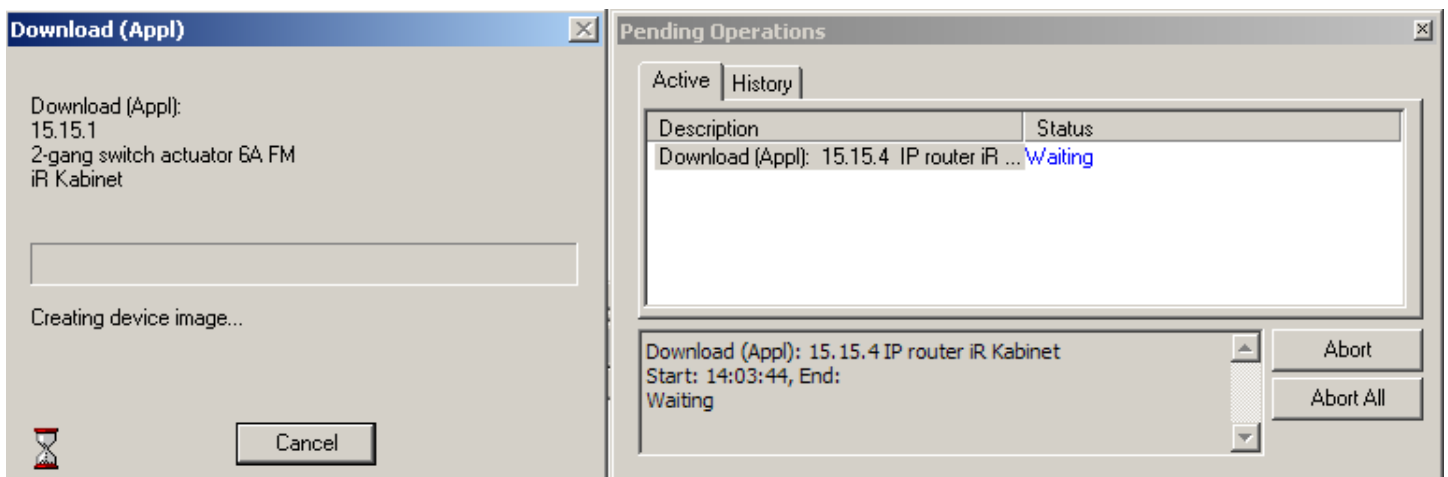 Download (Appl)
Download (Appl):
15.15.1
2-gang switch actuator 6A FM
iR Kabinet
Creating device image...
Cancel
Pending Operations
Active History
Description Status
Download (Appl): 15.15.4 IP router iR ... Waiting
Download (Appl): 15.15.4 IP router iR Kabinet
Start: 14:03:44, End:
Waiting
Abort
Abort All